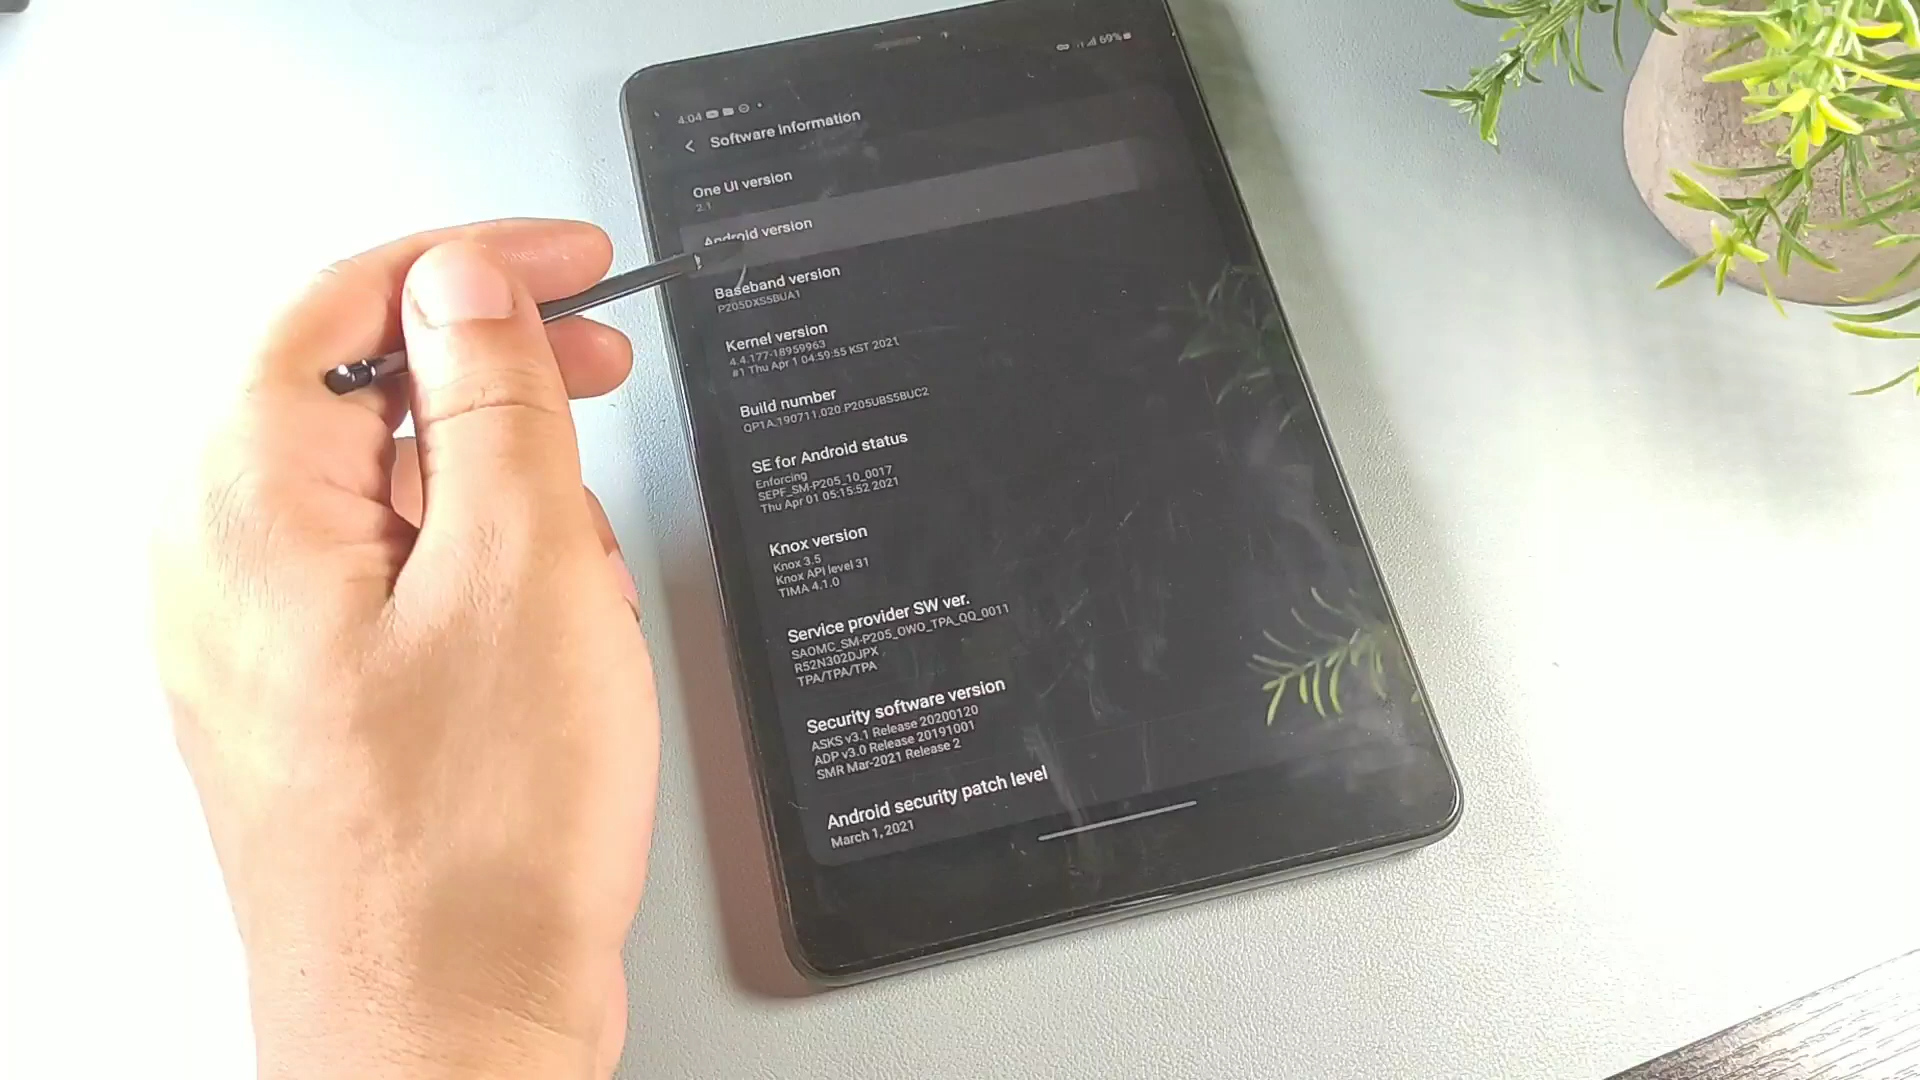 4:04
69%
Software information
One UI version
2.1
Android version
Baseband version
P205DXS5BUA1
Kernel version
4.4.177-18959963
#1 Thu Apr 1 04:59:55 KST 2021
Build number
QP1A.190711.020.P205UBS5BUC2
SE for Android status
Enforcing
SEPF_SM-P205_10_0017
Thu Apr 01 05:15:52 2021
Knox version
Knox 3.5
Knox API level 31
TIMA 4.1.0
Service provider SW ver.
SAOMC_SM-P205_OWO_TPA_QQ_0011
R52N302DJPX
TPA/TPA/TPA
Security software version
ASKS v3.1 Release 20200120
ADP v3.0 Release 20191001
SMR Mar-2021 Release 2
Android security patch level
March 1, 2021